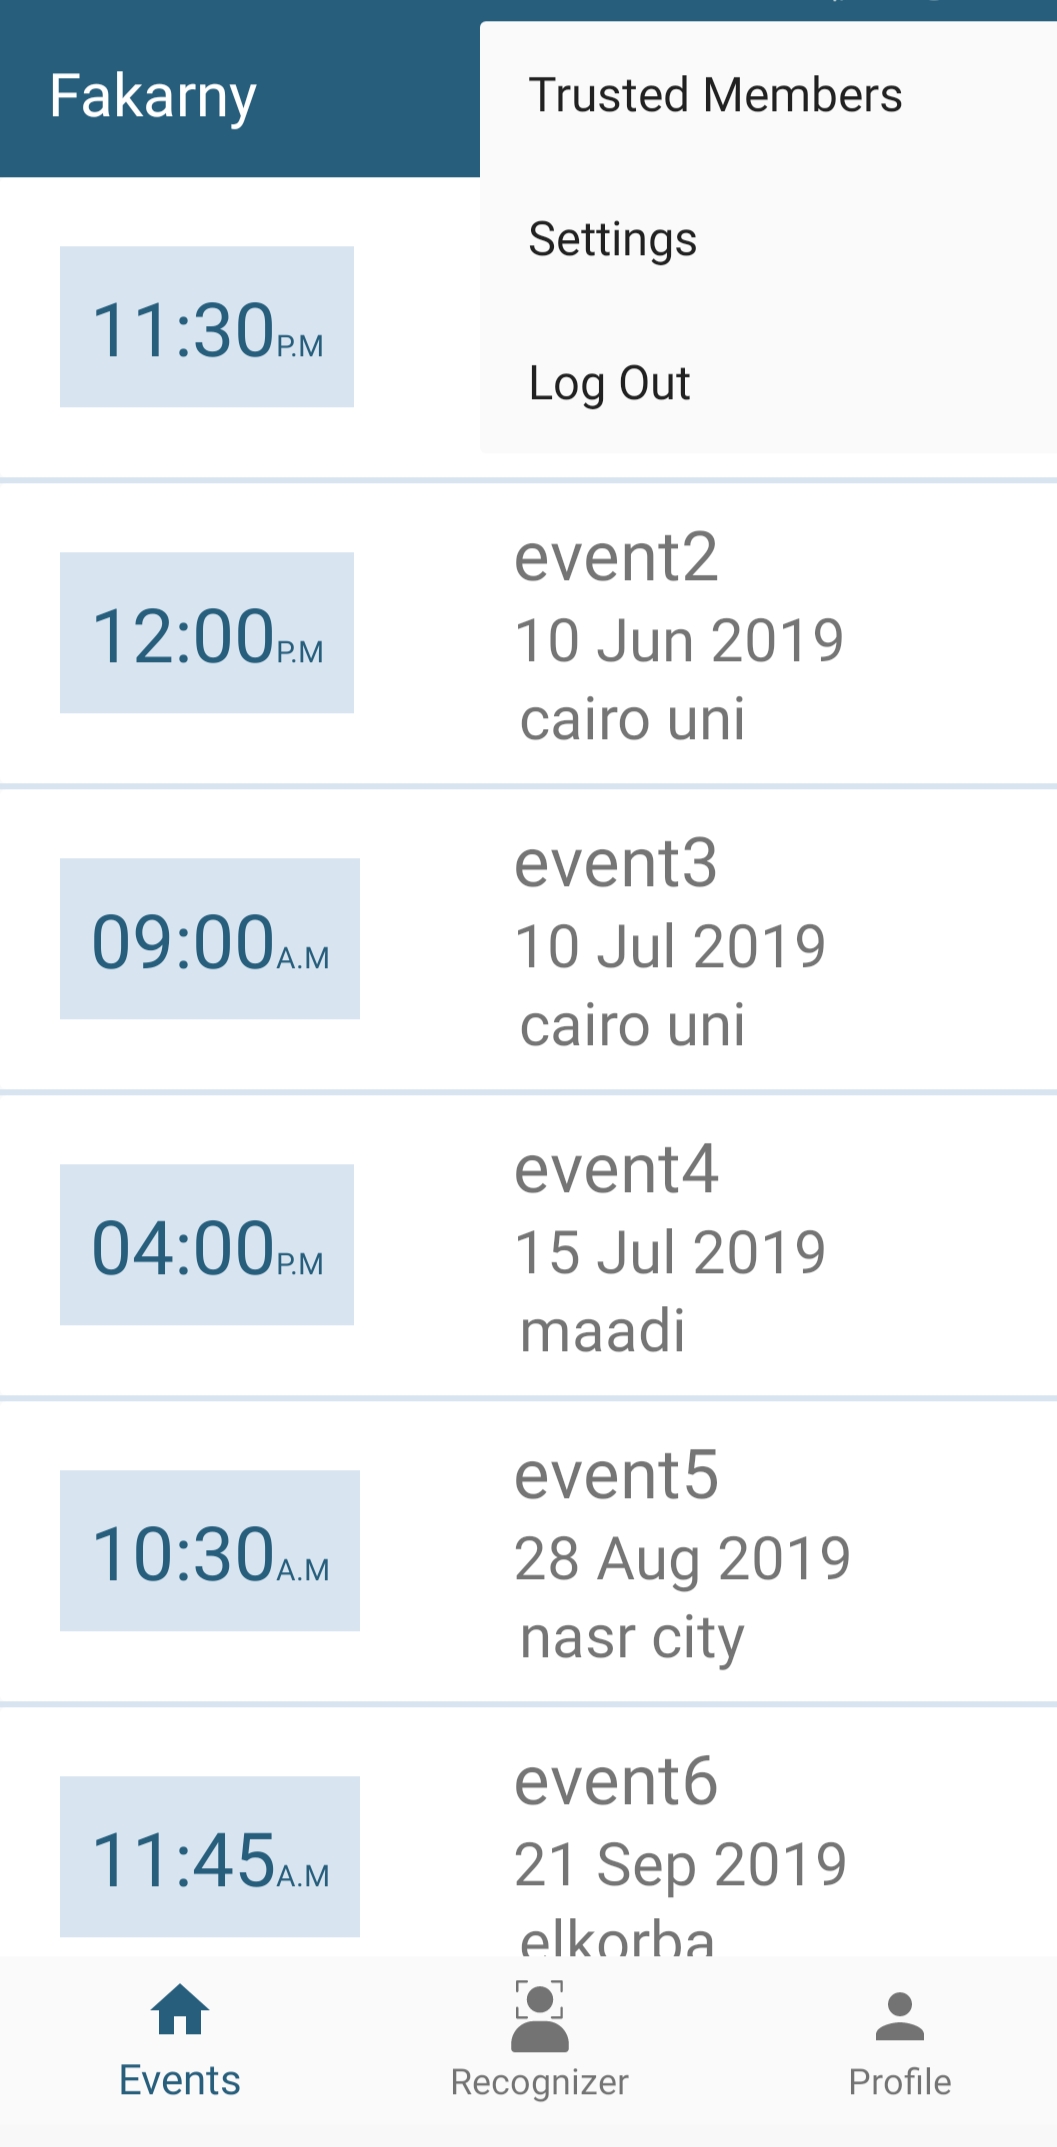 Fakarny
Trusted Members
Settings
Log Out
11:30P.M
event2
12:00P.M
10 Jun 2019
cairo uni
event3
09:00A.M
10 Jul 2019
cairo uni
event4
04:00P.M
15 Jul 2019
maadi
event5
10:30A.M
28 Aug 2019
nasr city
event6
11:45A.M
21 Sep 2019
elkorba
Events
Recognizer
Profile